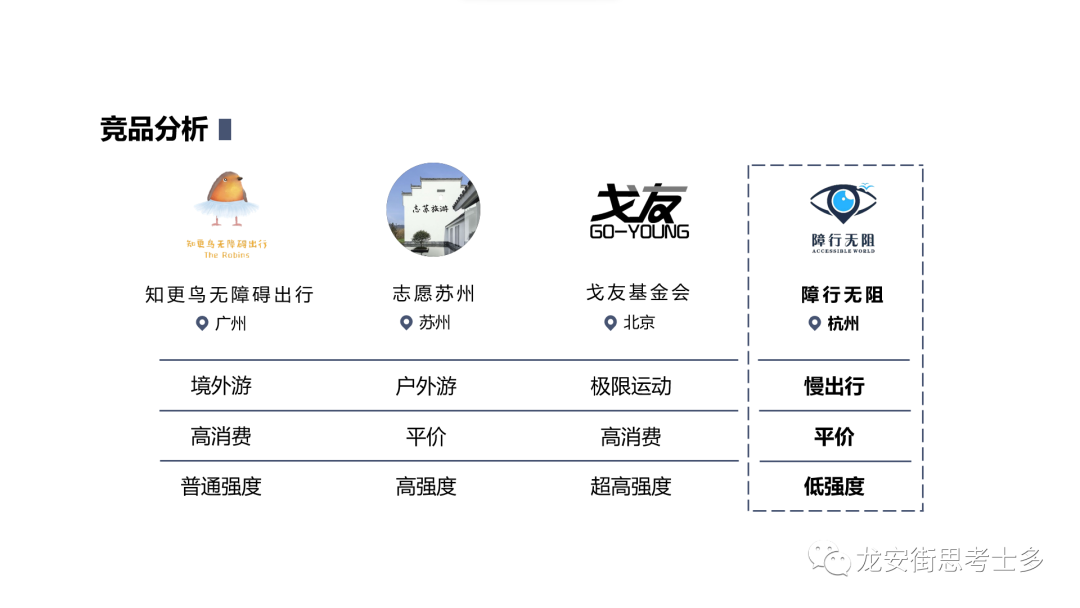 竞品分析
知更鸟无障碍出行
The Robins
志苏旅游
戈友
GO-YOUNG
障行无阻
ACCESSIBLE WORLD
知更鸟无障碍出行 志愿苏州 戈友基金会 障行无阻
广州 苏州 北京 杭州
境外游 户外游 极限运动 慢出行
高消费 平价 高消费 平价
普通强度 高强度 超高强度 低强度
龙安街思考士多